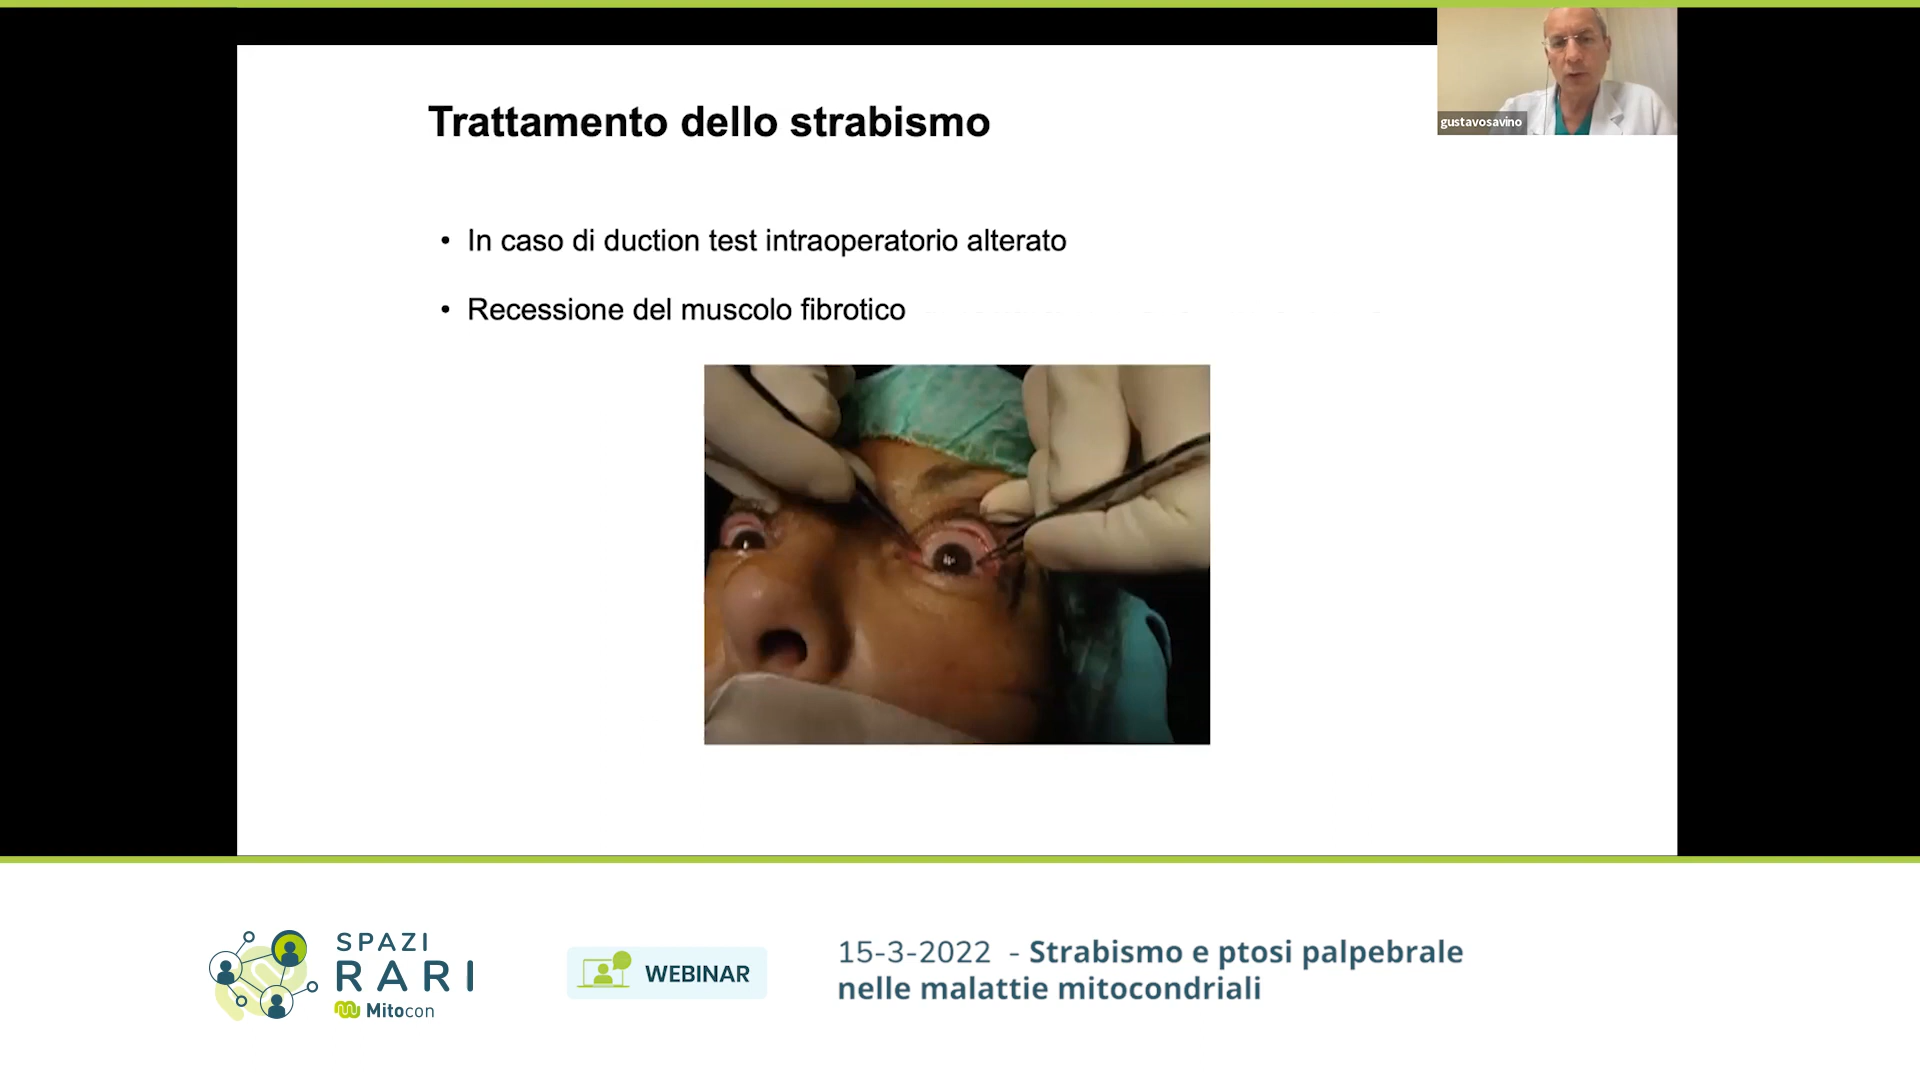 gustavosavino
Trattamento dello strabismo
• In caso di duction test intraoperatorio alterato
• Recessione del muscolo fibrotico
SPAZI
RARI
Mitocon
WEBINAR
15-3-2022 - Strabismo e ptosi palpebrale
nelle malattie mitocondriali